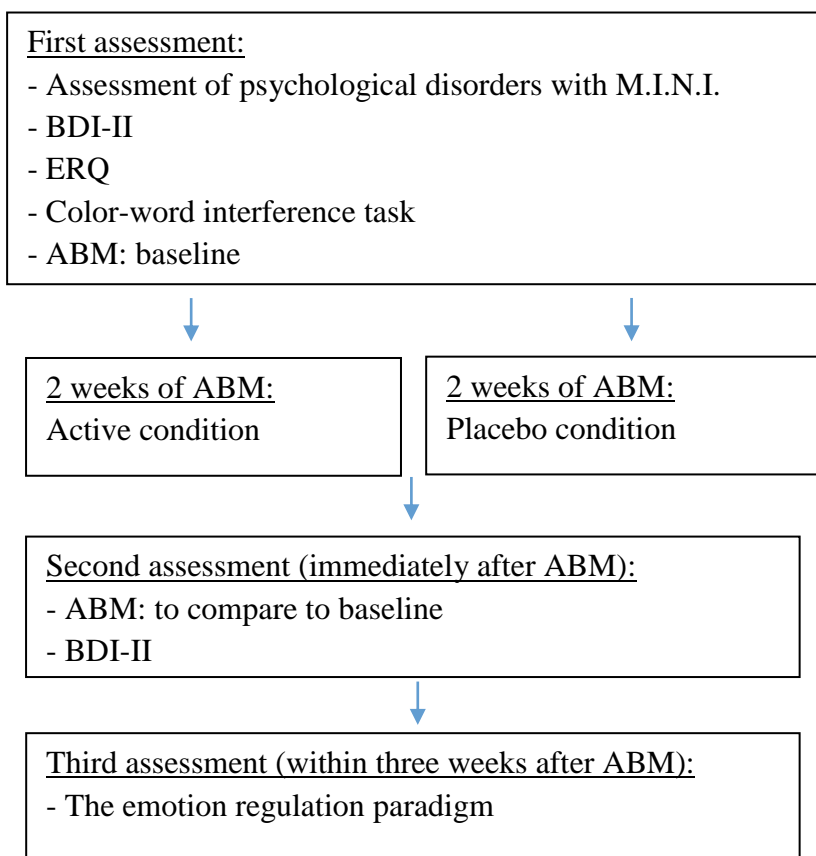 First assessment:
- Assessment of psychological disorders with M.I.N.I.
- BDI-II
- ERQ
- Color-word interference task
- ABM: baseline
2 weeks of ABM:
Active condition
2 weeks of ABM:
Placebo condition
Second assessment (immediately after ABM):
- ABM: to compare to baseline
- BDI-II
Third assessment (within three weeks after ABM):
- The emotion regulation paradigm